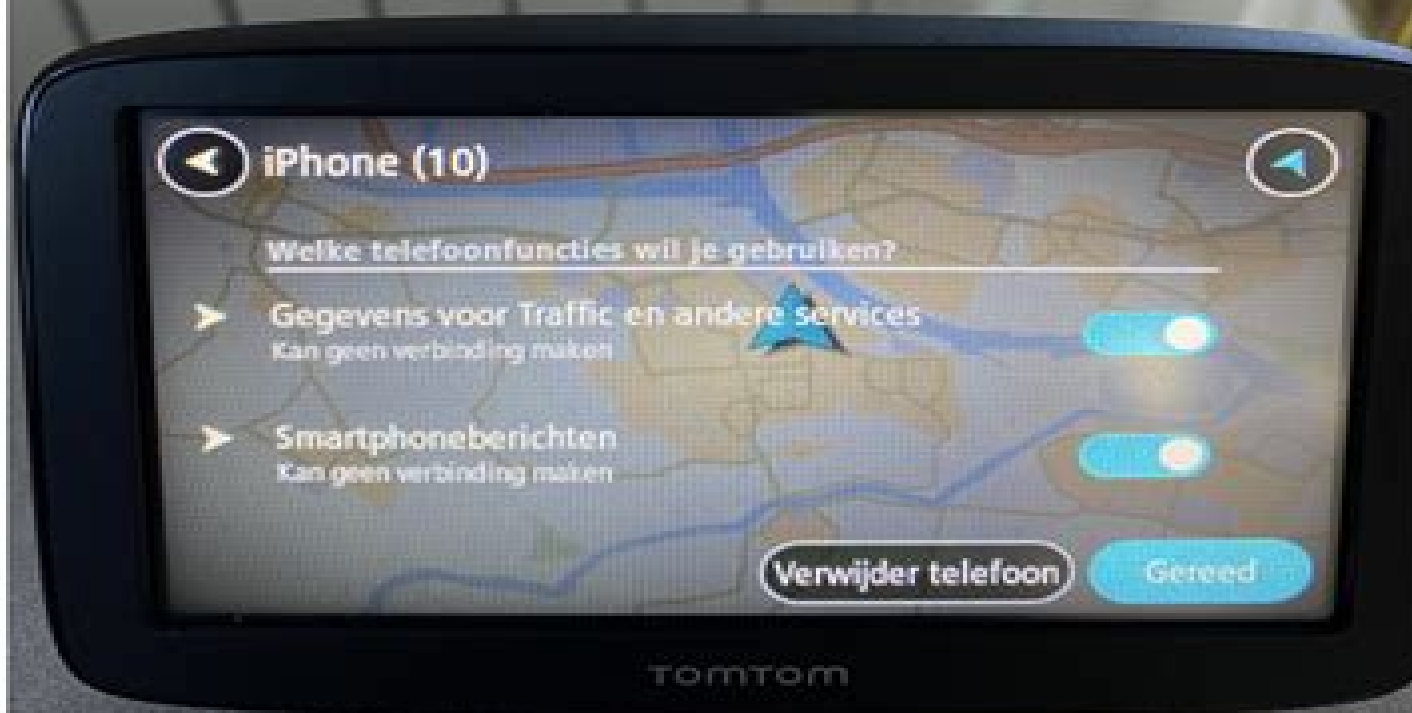 iPhone (10)
Welke telefoonfuncties wil je gebruiken?
Gegevens voor Traffic en andere services
Kan geen verbinding maken
Smartphoneberichten
Kan geen verbinding maken
Verwijder telefoon
Gereed
TOMTOM